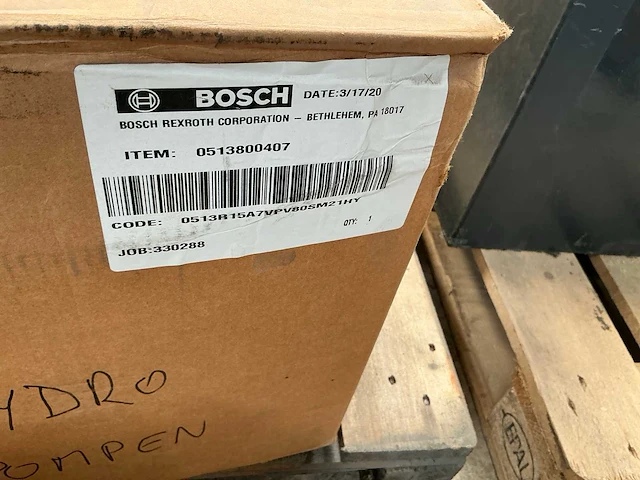 BOSCH DATE:3/17/20
BOSCH REXROTH CORPORATION - BETHLEHEM, PA 18017
ITEM: 0513800407
CODE: 0513R15A7VPV80SM21HY
QTY: 1
JOB:330288
YDRO
OMPEN
EPAL